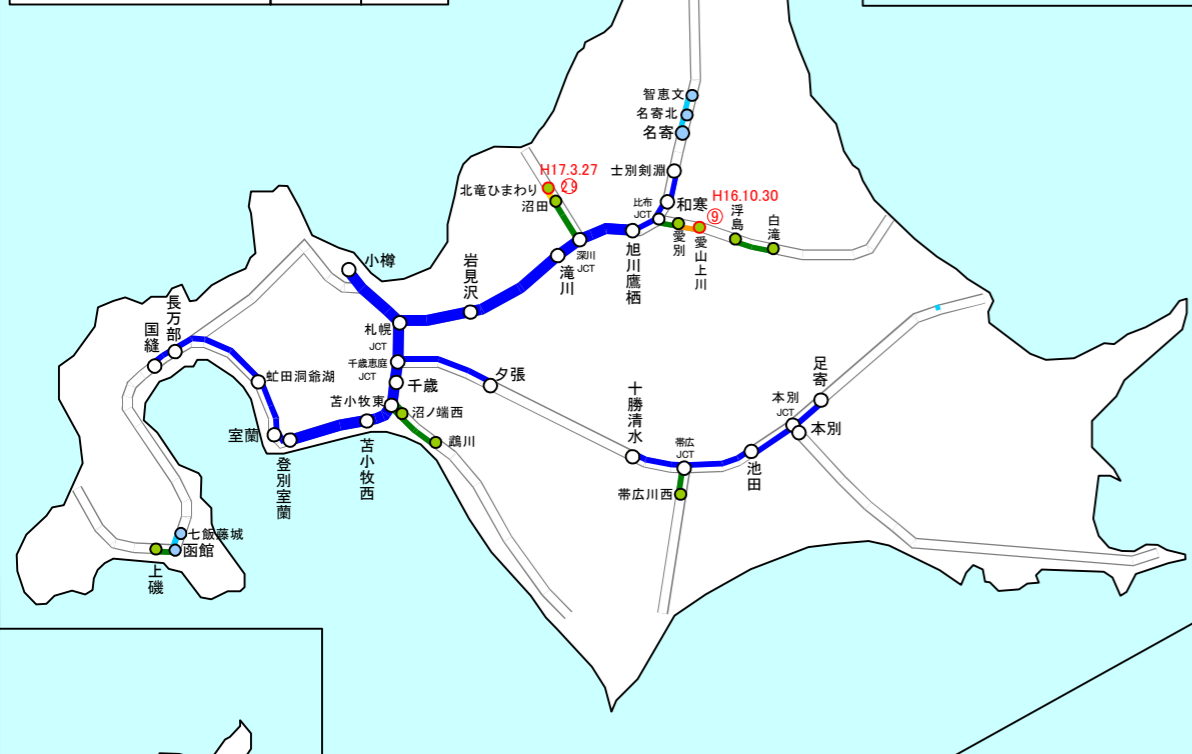 智恵文
名寄北
名寄
士別剣淵
H17.3.27
㉙
北竜ひまわり
沼田
比布
JCT
和寒
H16.10.30
⑨
愛別
愛山上川
浮島
白滝
深川
JCT
旭川鷹栖
滝川
岩見沢
小樽
札幌
JCT
長万部
国縫
虻田洞爺湖
千歳恵庭
JCT
千歳
夕張
苫小牧東
沼ノ端西
鵡川
室蘭
登別室蘭
苫小牧西
十勝清水
帯広
JCT
帯広川西
池田
本別
JCT
本別
足寄
七飯藤城
函館
上磯